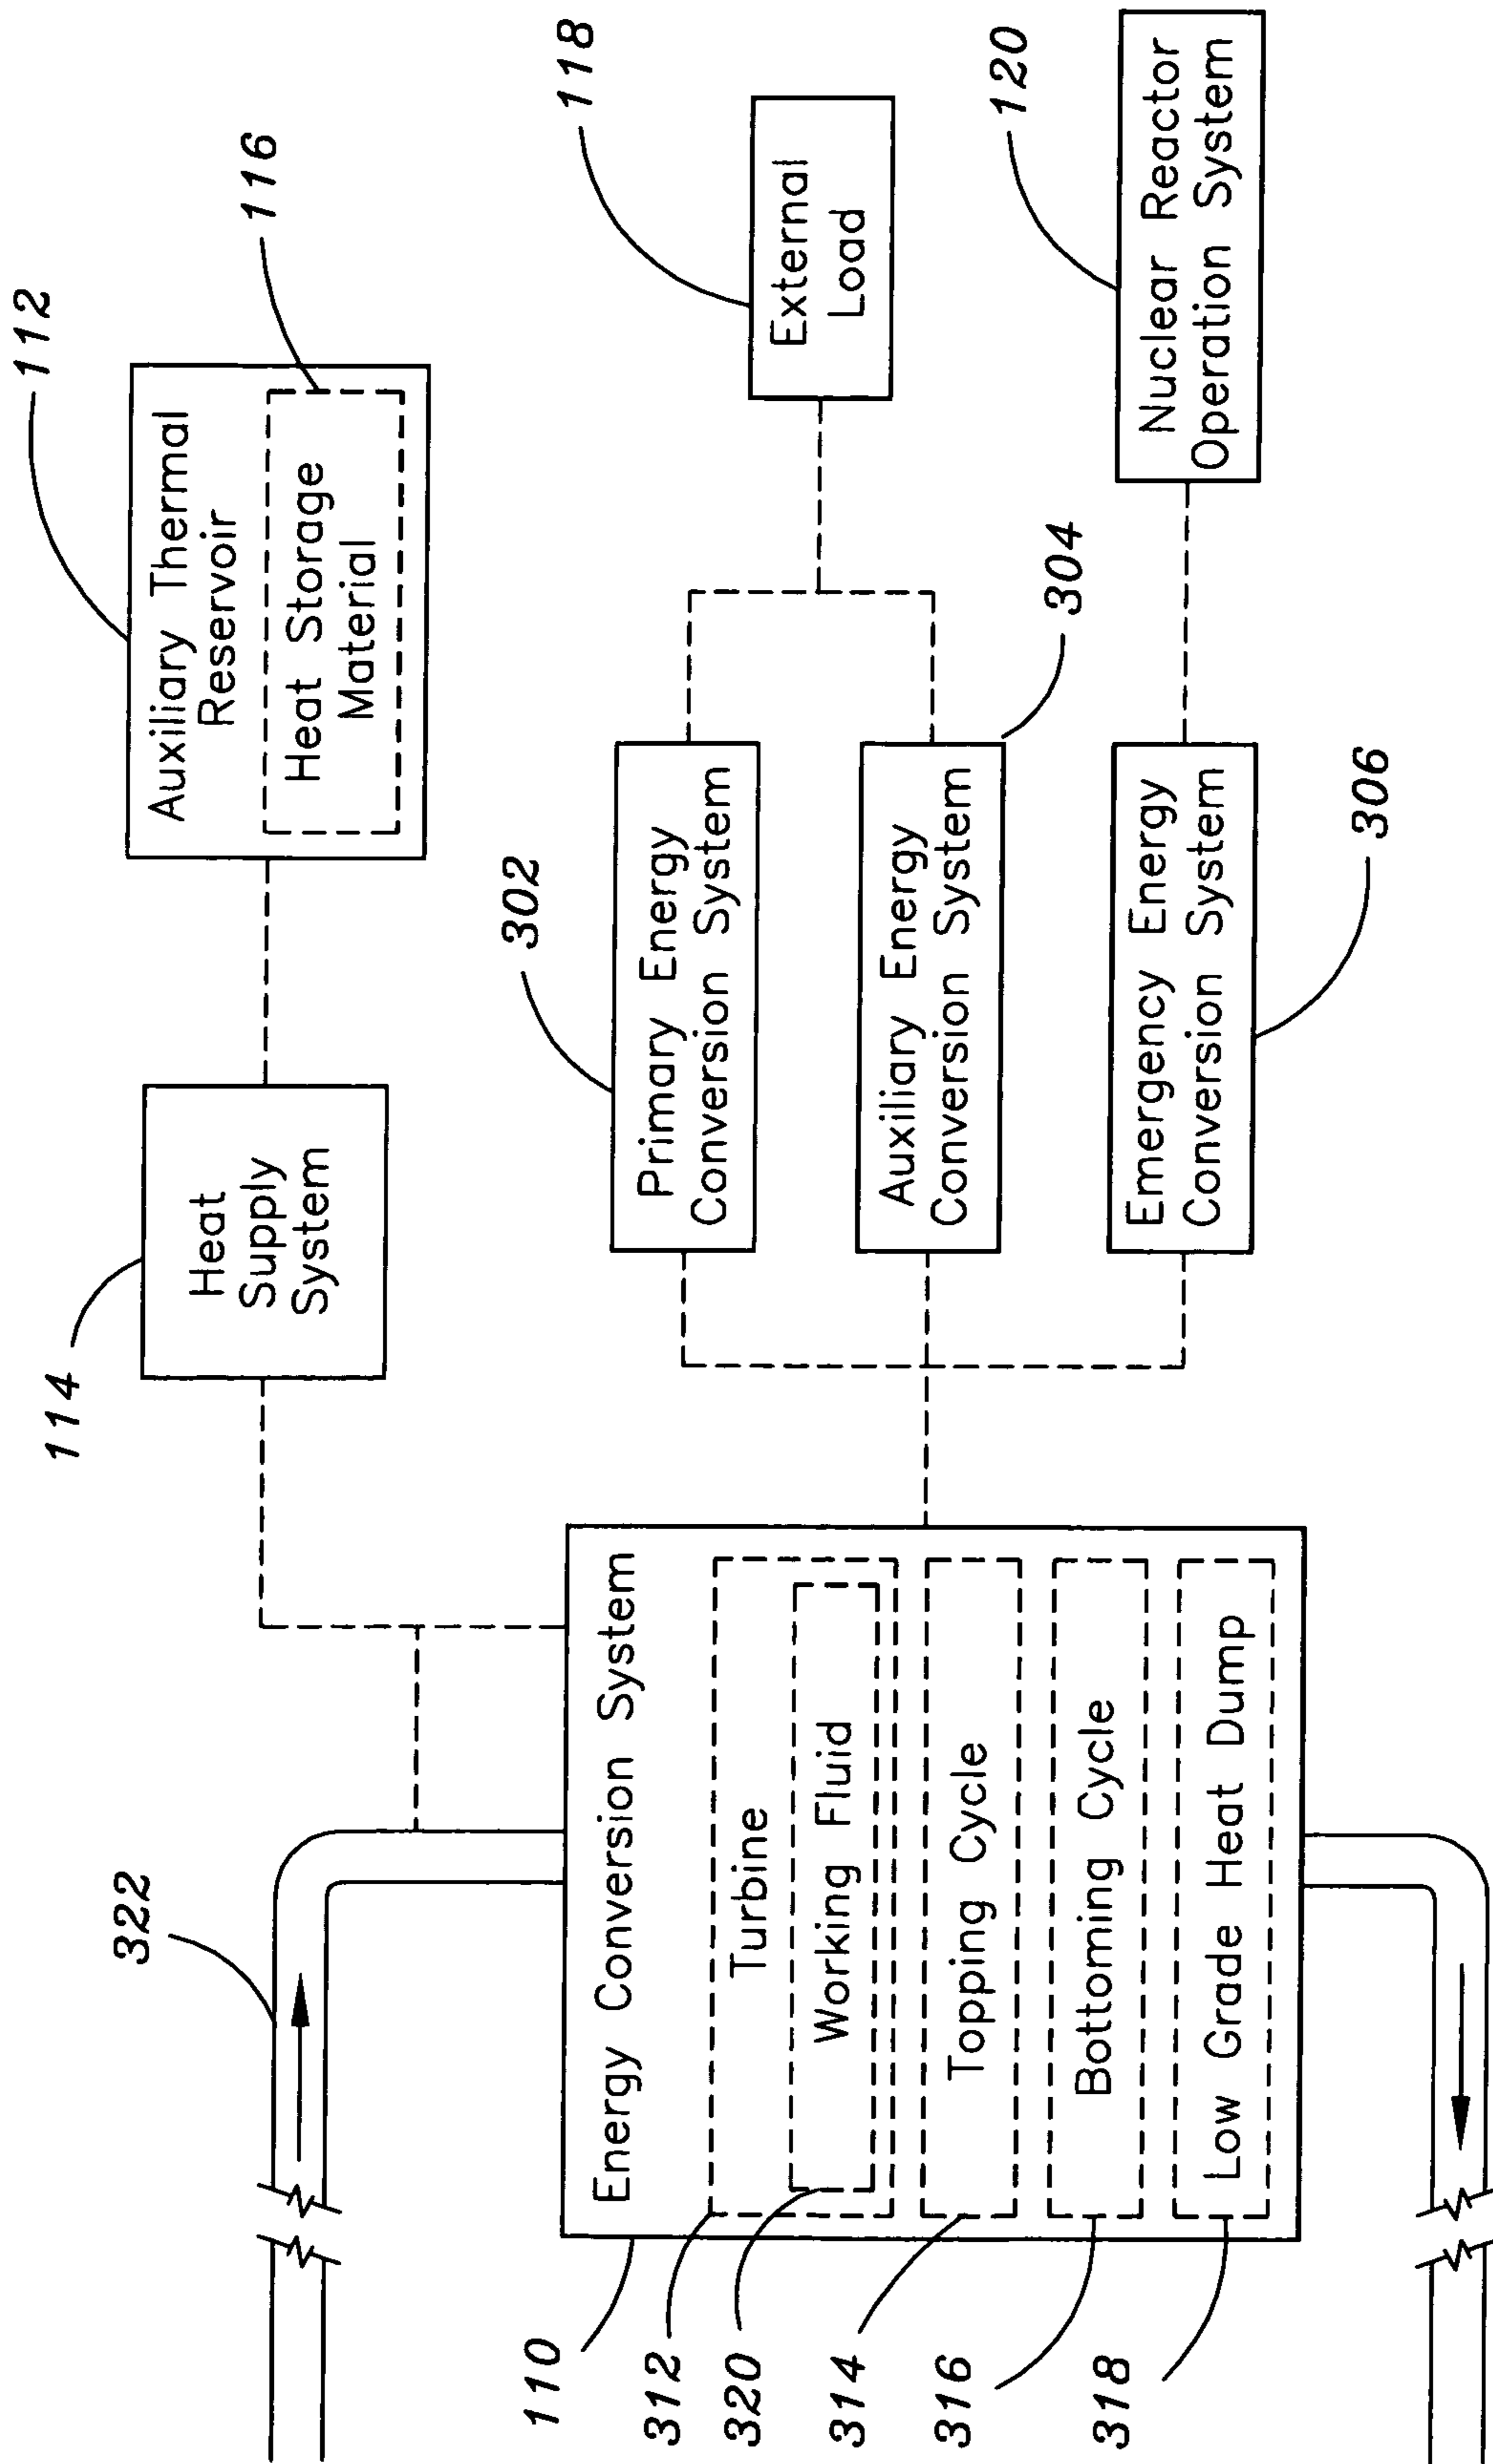 112
116
Auxiliary Thermal
Reservoir
Heat Storage
Material
114
Heat
Supply
System
118
External
Load
120
Nuclear Reactor
Operation System
302
Primary Energy
Conversion System
304
Auxiliary Energy
Conversion System
306
Emergency Energy
Conversion System
322
110
Energy Conversion System
312
Turbine
320
Working Fluid
314
Topping Cycle
316
Bottoming Cycle
318
Low Grade Heat Dump